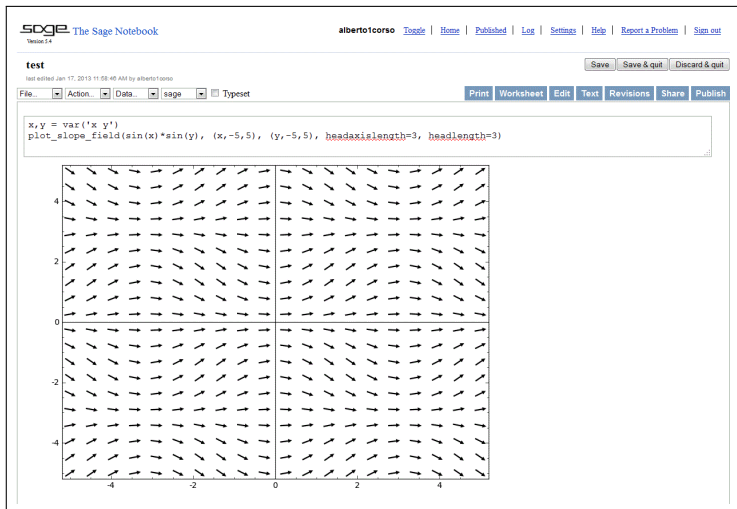 sage The Sage Notebook
alberto1corso Toggle | Home | Published | Log | Settings | Help | Report a Problem | Sign out
Version 5.4
test
Save Save & quit Discard & quit
last edited Jan 17, 2013 11:58:46 AM by alberto1corso
File... Action... Data... sage Typeset
Print Worksheet Edit Text Revisions Share Publish
x,y = var('x y')
plot_slope_field(sin(x)*sin(y), (x,-5,5), (y,-5,5), headaxislength=3, headlength=3)
4
2
0
-2
-4
-4 -2 0 2 4